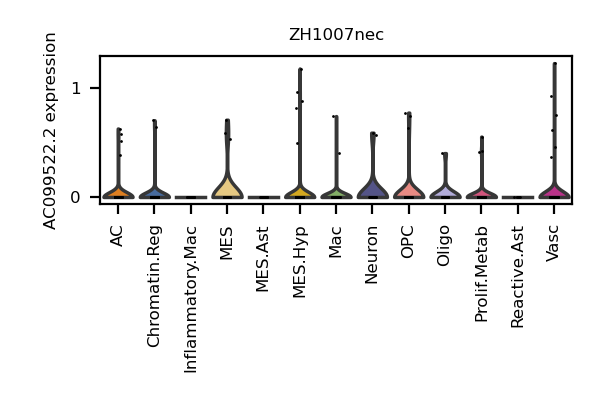 ZH1007nec
AC099522.2 expression
1
0
AC
Chromatin.Reg
Inflammatory.Mac
MES
MES.Ast
MES.Hyp
Mac
Neuron
OPC
Oligo
Prolif.Metab
Reactive.Ast
Vasc